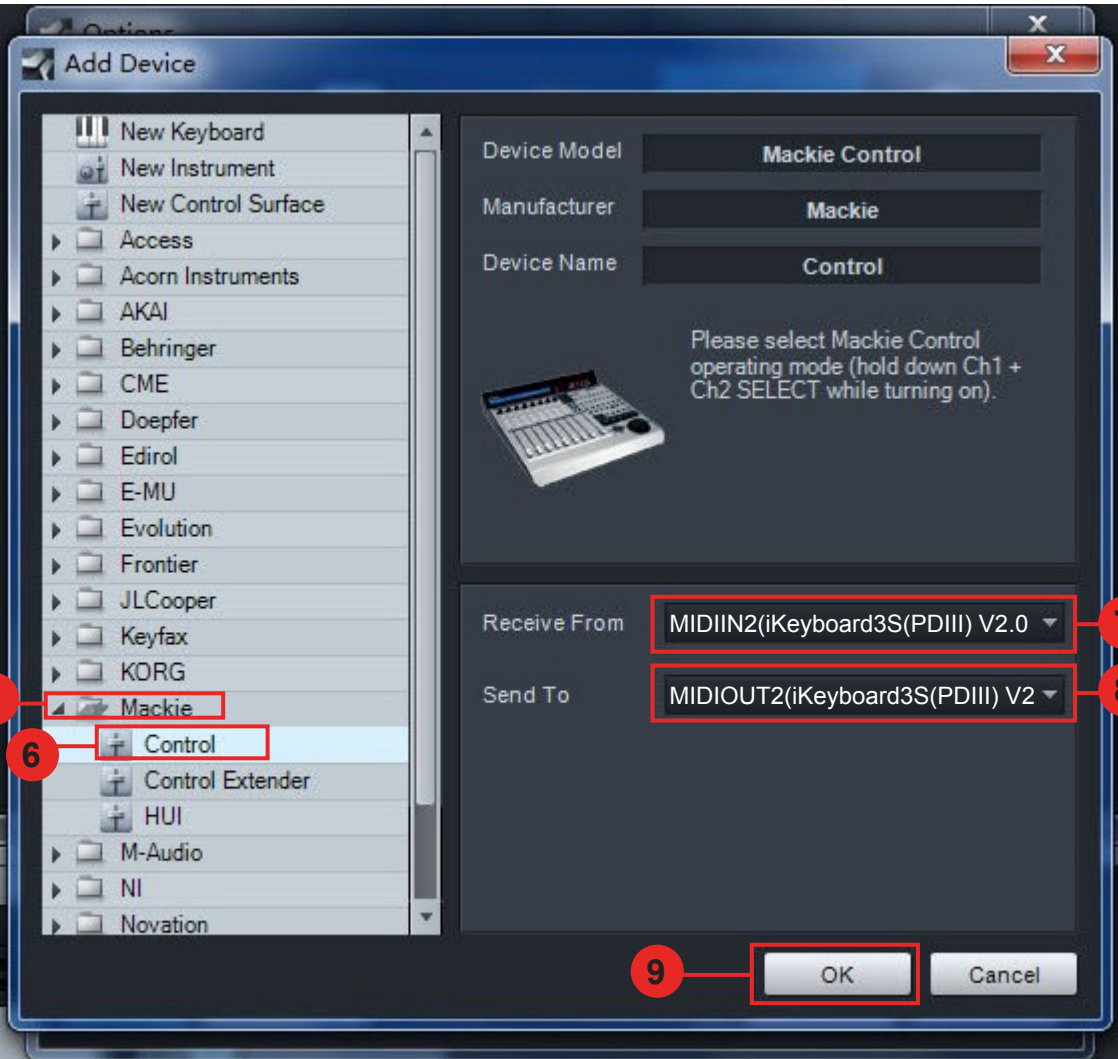 Options
Add Device
New Keyboard
New Instrument
New Control Surface
Access
Acorn Instruments
AKAI
Behringer
CME
Doepfer
Edirol
E-MU
Evolution
Frontier
JLCooper
Keyfax
KORG
Mackie
6
Control
Control Extender
HUI
M-Audio
NI
Novation
Device Model
Mackie Control
Manufacturer
Mackie
Device Name
Control
Please select Mackie Control
operating mode (hold down Ch1 +
Ch2 SELECT while turning on).
Receive From
MIDIIN2(iKeyboard3S(PDIII) V2.0
Send To
MIDIOUT2(iKeyboard3S(PDIII) V2
8
9
OK
Cancel